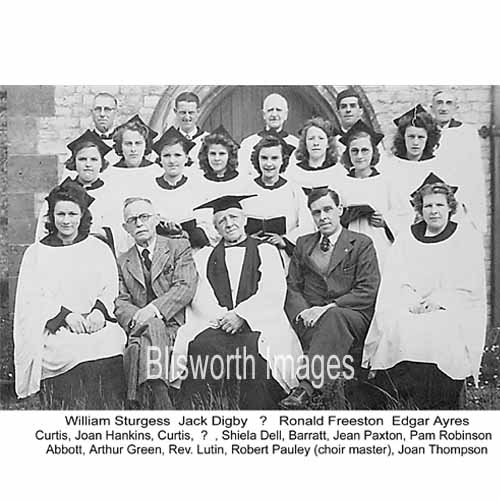 Blisworth Images
William Sturgess Jack Digby ? Ronald Freeston Edgar Ayres
Curtis, Joan Hankins, Curtis, ? , Shiela Dell, Barratt, Jean Paxton, Pam Robinson
Abbott, Arthur Green, Rev. Lutin, Robert Pauley (choir master), Joan Thompson